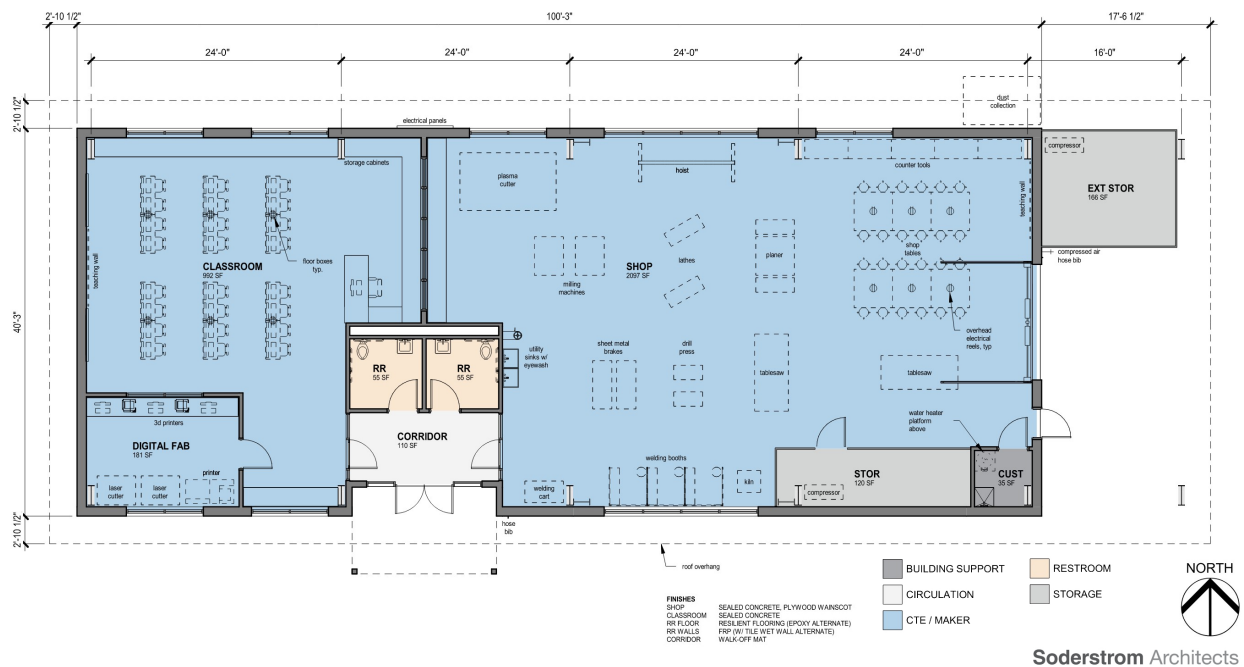 2'-10 1/2"
100'-3"
17'-6 1/2"
24'-0"
24'-0"
24'-0"
24'-0"
16'-0"
2'-10 1/2"
40'-3"
2'-10 1/2"
dust
collection
electrical panels
storage cabinets
plasma
cutter
hoist
counter tools
teaching wall
compressor
EXT STOR
166 SF
compressed air
hose bib
teaching wall
floor boxes
typ.
CLASSROOM
992 SF
SHOP
2097 SF
milling
machines
lathes
planer
shop
tables
overhead
electrical
reels, typ
RR
55 SF
RR
55 SF
utility
sinks w/
eyewash
sheet metal
brakes
drill
press
tablesaw
tablesaw
water heater
platform
above
3d printers
DIGITAL FAB
181 SF
printer
laser
cutter
laser
cutter
CORRIDOR
110 SF
welding booths
welding
cart
kiln
STOR
120 SF
compressor
CUST
35 SF
hose
bib
roof overhang
BUILDING SUPPORT
CIRCULATION
CTE / MAKER
RESTROOM
STORAGE
NORTH
FINISHES
SHOP SEALED CONCRETE, PLYWOOD WAINSCOT
CLASSROOM SEALED CONCRETE
RR FLOOR RESILIENT FLOORING (EPOXY ALTERNATE)
RR WALLS FRP (W/ TILE WET WALL ALTERNATE)
CORRIDOR WALK-OFF MAT
Soderstrom Architects